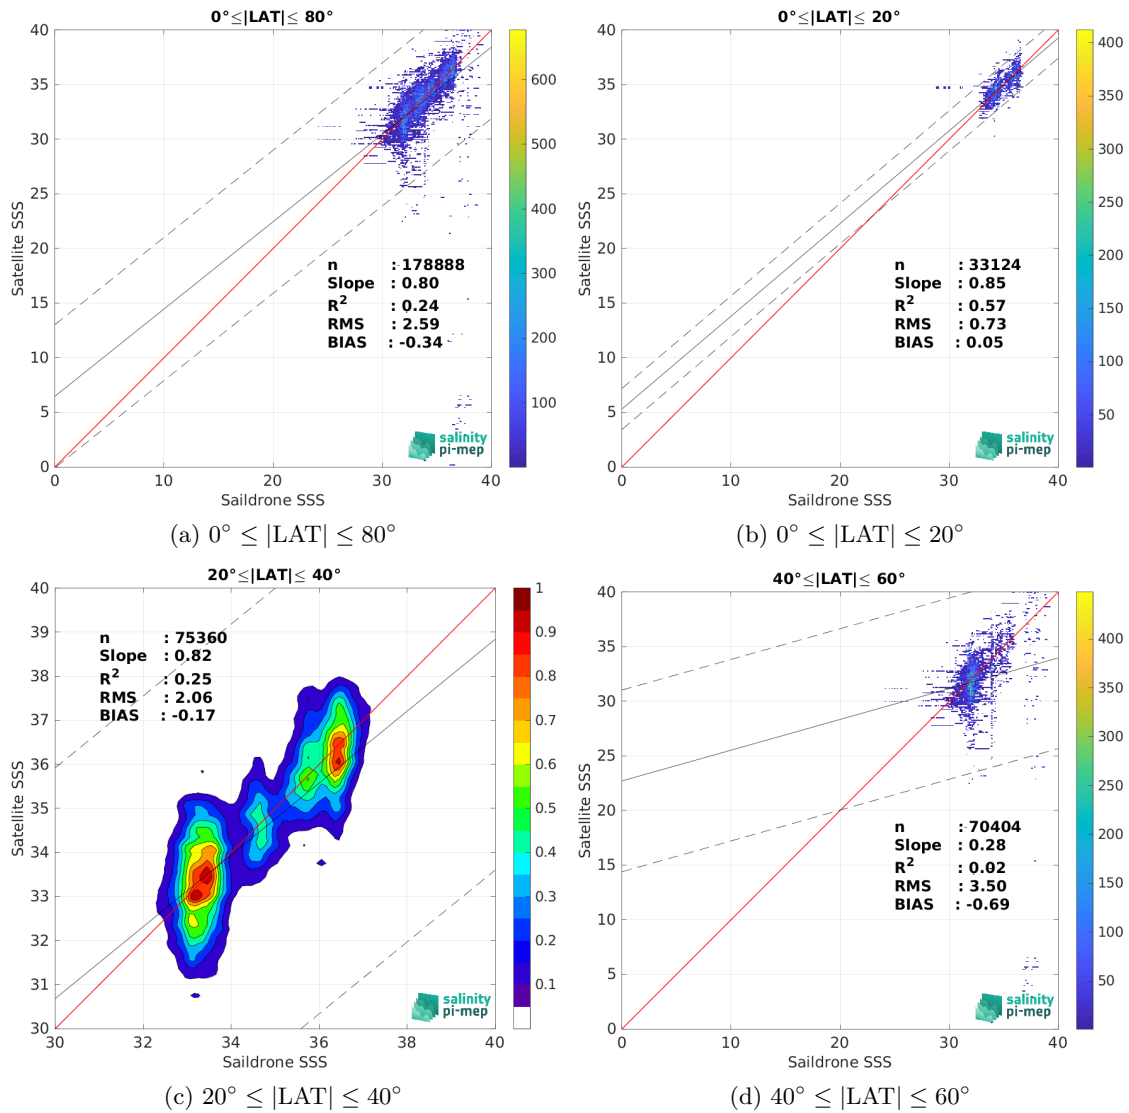 0°≤|LAT|≤ 80°
40
35
30
25
20
15
10
5
0
0
10
20
30
40
Satellite SSS
Saildrone SSS
n : 178888
Slope : 0.80
R² : 0.24
RMS : 2.59
BIAS : -0.34
600
500
400
300
200
100
salinity
pi-mep
(a) 0° ≤ |LAT| ≤ 80°
0°≤|LAT|≤ 20°
40
35
30
25
20
15
10
5
0
0
10
20
30
40
Satellite SSS
Saildrone SSS
n : 33124
Slope : 0.85
R² : 0.57
RMS : 0.73
BIAS : 0.05
400
350
300
250
200
150
100
50
salinity
pi-mep
(b) 0° ≤ |LAT| ≤ 20°
20°≤|LAT|≤ 40°
40
39
38
37
36
35
34
33
32
31
30
30
32
34
36
38
40
Satellite SSS
Saildrone SSS
n : 75360
Slope : 0.82
R² : 0.25
RMS : 2.06
BIAS : -0.17
1
0.9
0.8
0.7
0.6
0.5
0.4
0.3
0.2
0.1
salinity
pi-mep
(c) 20° ≤ |LAT| ≤ 40°
40°≤|LAT|≤ 60°
40
35
30
25
20
15
10
5
0
0
10
20
30
40
Satellite SSS
Saildrone SSS
n : 70404
Slope : 0.28
R² : 0.02
RMS : 3.50
BIAS : -0.69
400
350
300
250
200
150
100
50
salinity
pi-mep
(d) 40° ≤ |LAT| ≤ 60°